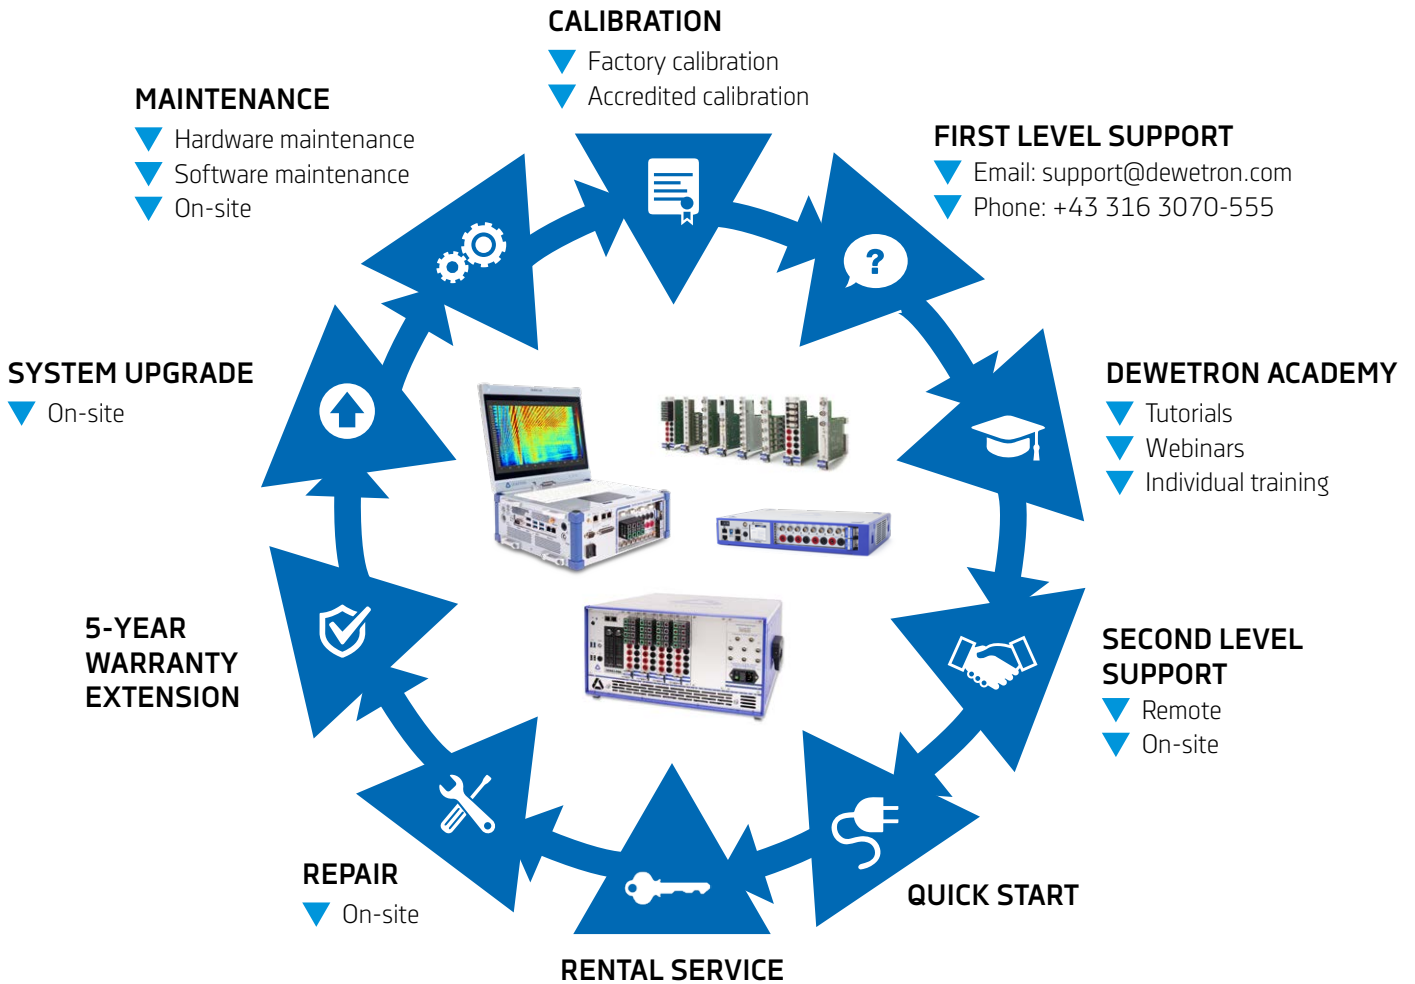 CALIBRATION
Factory calibration
Accredited calibration
MAINTENANCE
Hardware maintenance
Software maintenance
On-site
FIRST LEVEL SUPPORT
Email: support@dewetron.com
Phone: +43 316 3070-555
?
SYSTEM UPGRADE
On-site
DEWETRON ACADEMY
Tutorials
Webinars
Individual training
5-YEAR
WARRANTY
EXTENSION
SECOND LEVEL
SUPPORT
Remote
On-site
REPAIR
On-site
QUICK START
RENTAL SERVICE